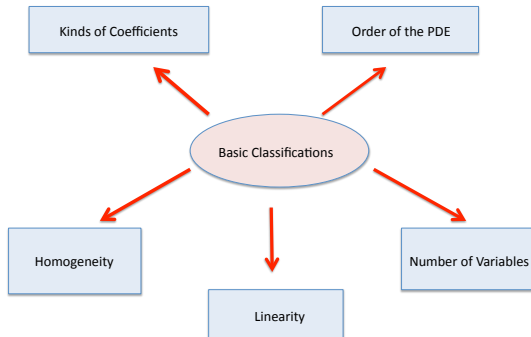 Kinds of Coefficients
Order of the PDE
Basic Classifications
Homogeneity
Number of Variables
Linearity